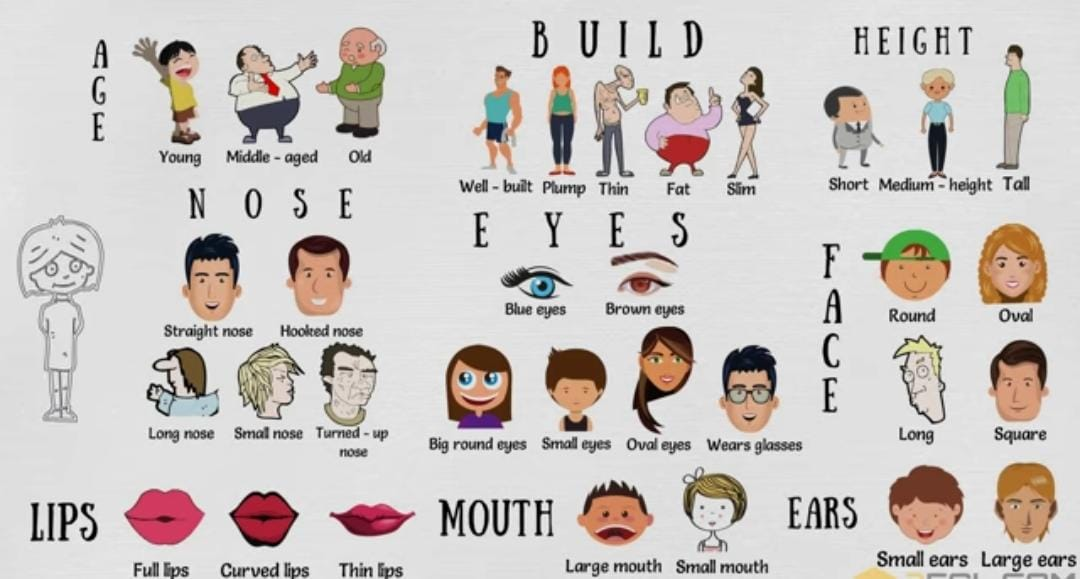 AGE
Young
Middle - aged
Old
BUILD
Well - built
Plump
Thin
Fat
Slim
HEIGHT
Short
Medium - height
Tall
NOSE
Straight nose
Hooked nose
Long nose
Small nose
Turned - up
nose
EYES
Blue eyes
Brown eyes
Big round eyes
Small eyes
Oval eyes
Wears glasses
FACE
Round
Oval
Long
Square
LIPS
Full lips
Curved lips
Thin lips
MOUTH
Large mouth
Small mouth
EARS
Small ears
Large ears